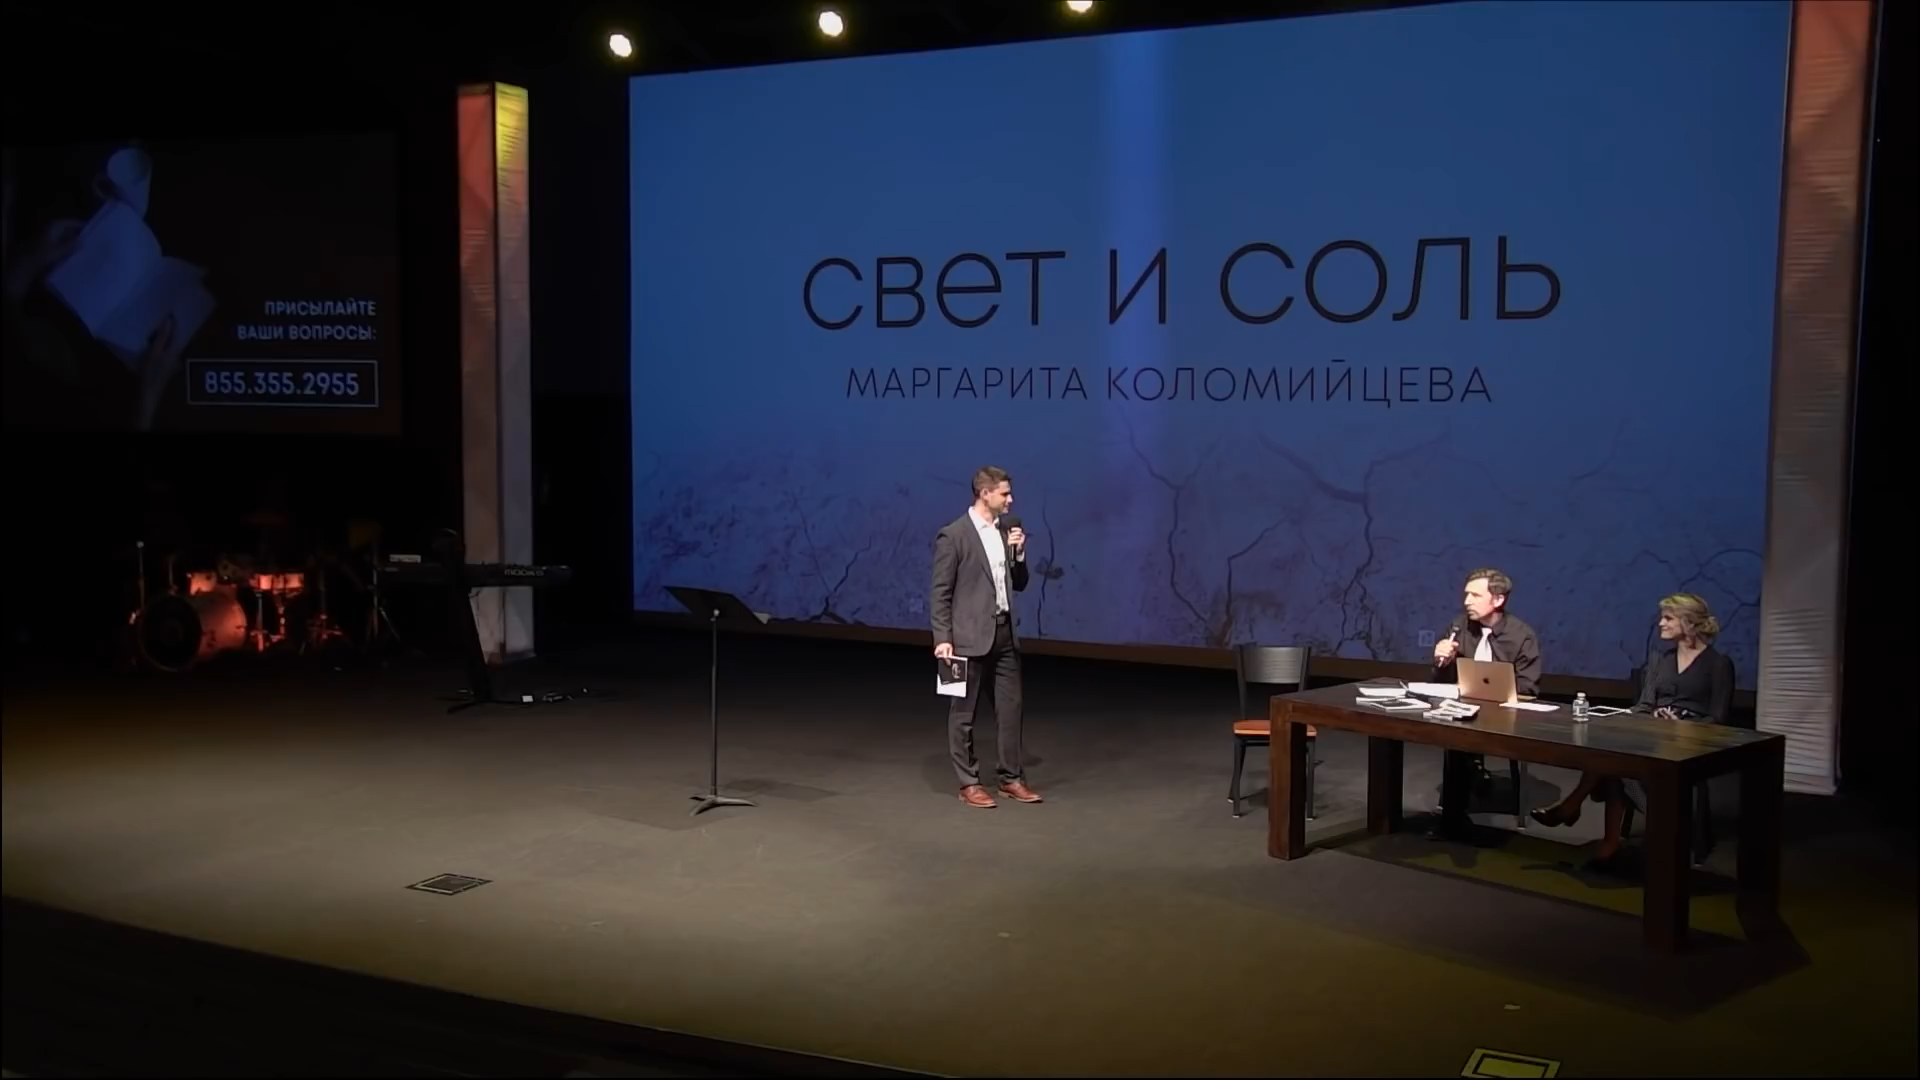 свет и соль
МАРГАРИТА КОЛОМИЙЦЕВА
ПРИСЫЛАЙТЕ
ВАШИ ВОПРОСЫ:
855.355.2955